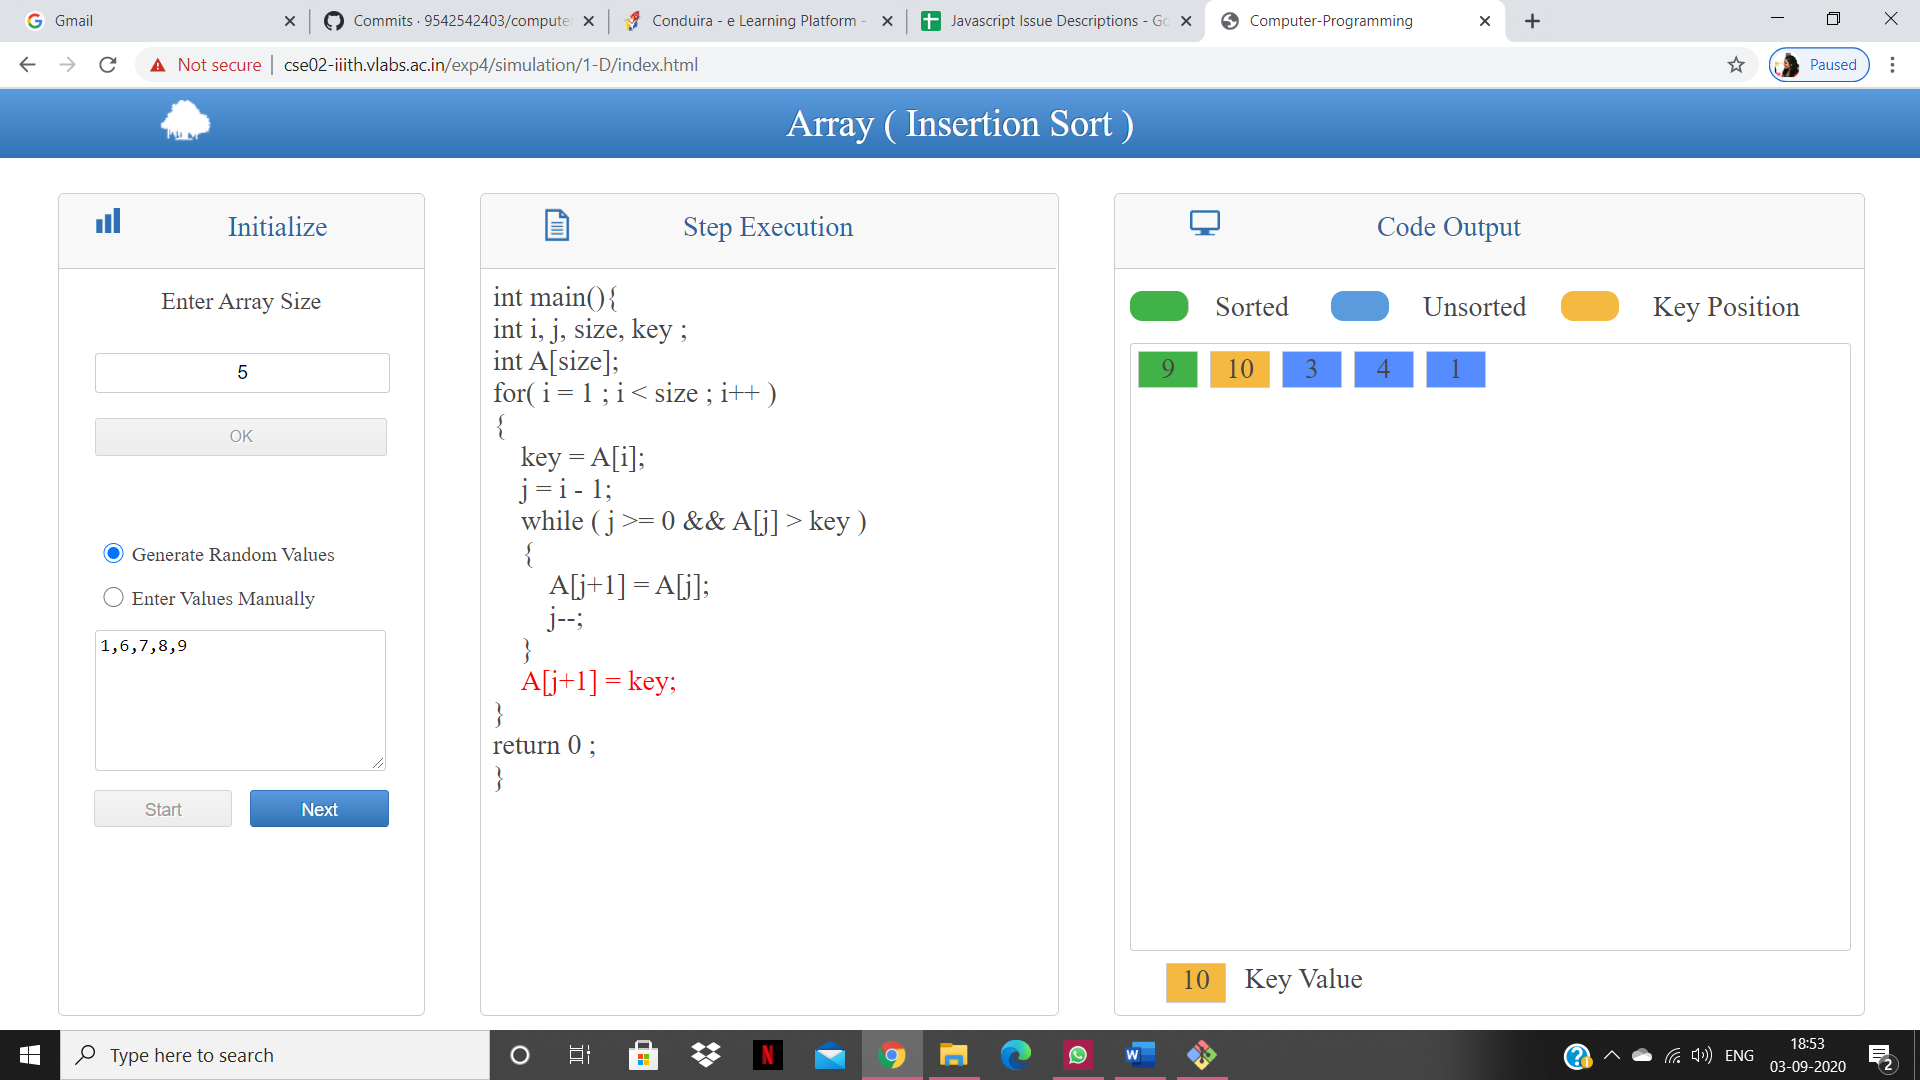 Gmail
Commits · 9542542403/compute
Conduira - e Learning Platform -
Javascript Issue Descriptions - Go
Computer-Programming
Not secure
cse02-iiith.vlabs.ac.in/exp4/simulation/1-D/index.html
Paused
Array ( Insertion Sort )
Initialize
Enter Array Size
5
OK
Generate Random Values
Enter Values Manually
1,6,7,8,9
Start
Next
Step Execution
int main(){
int i, j, size, key ;
int A[size];
for( i = 1 ; i < size ; i++ )
{
key = A[i];
j = i - 1;
while ( j >= 0 && A[j] > key )
{
A[j+1] = A[j];
j--;
}
A[j+1] = key;
}
return 0 ;
}
Code Output
Sorted
Unsorted
Key Position
9 10 3 4 1
10 Key Value
Type here to search
ENG
18:53
03-09-2020
2